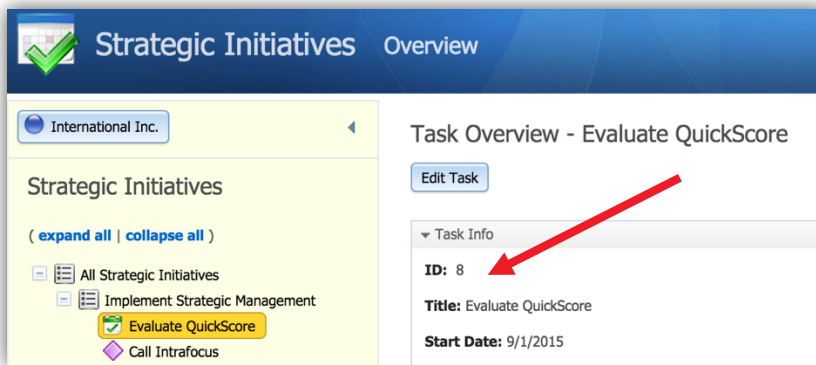 Strategic Initiatives Overview
International Inc.
Strategic Initiatives
( expand all | collapse all )
All Strategic Initiatives
Implement Strategic Management
Evaluate QuickScore
Call Intrafocus
Task Overview - Evaluate QuickScore
Edit Task
Task Info
ID: 8
Title: Evaluate QuickScore
Start Date: 9/1/2015